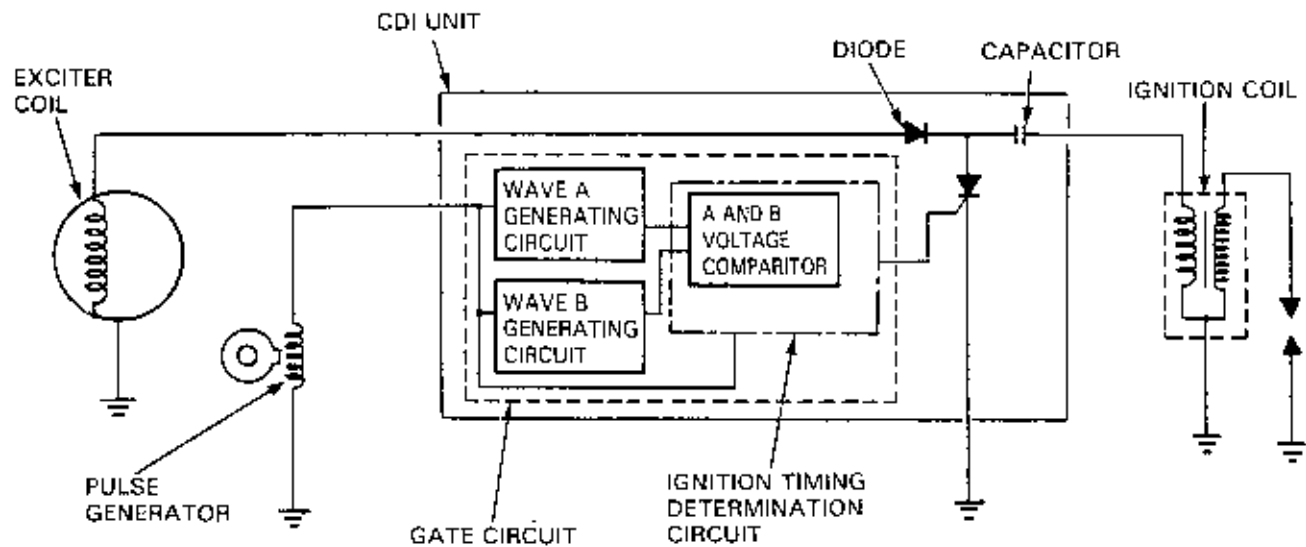 CDI UNIT
DIODE
CAPACITOR
EXCITER
COIL
IGNITION COIL
WAVE A
GENERATING
CIRCUIT
A AND B
VOLTAGE
COMPARITOR
WAVE B
GENERATING
CIRCUIT
PULSE
GENERATOR
GATE CIRCUIT
IGNITION TIMING
DETERMINATION
CIRCUIT